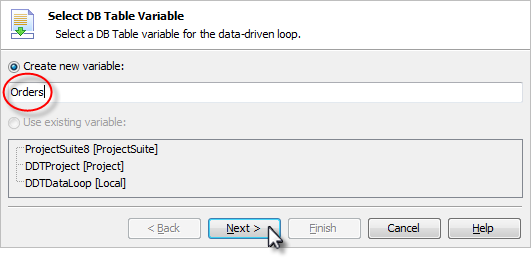 Select DB Table Variable
Select a DB Table variable for the data-driven loop.
Create new variable:
Orders
Use existing variable:
ProjectSuite8 [ProjectSuite]
DDTProject [Project]
DDTDataLoop [Local]
< Back
Next >
Finish
Cancel
Help